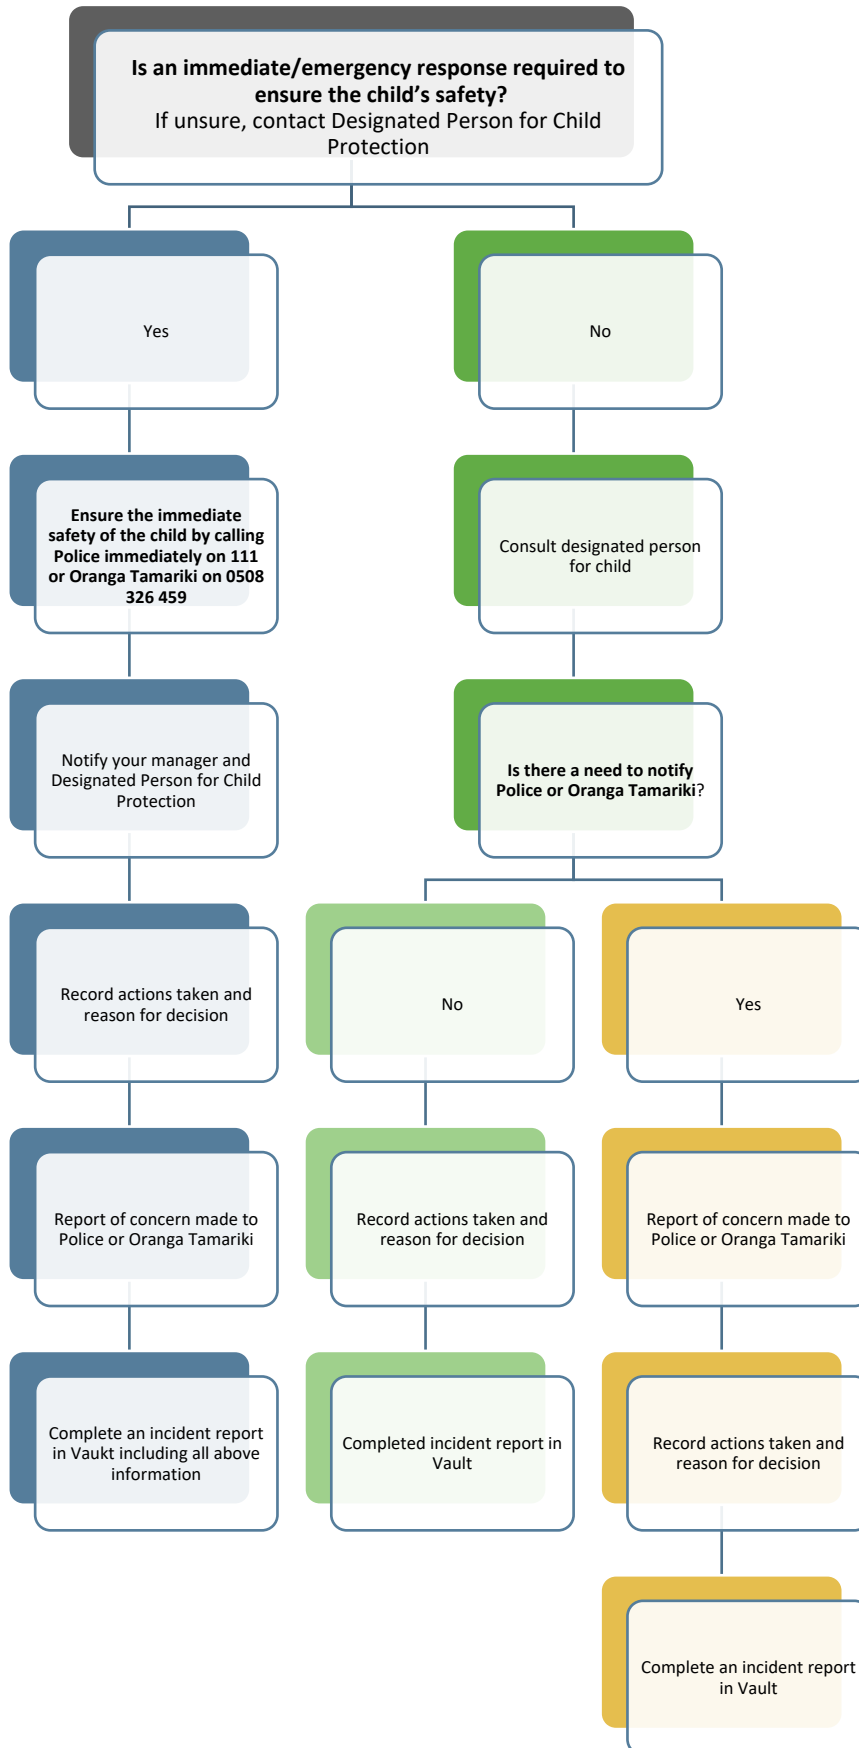 Is an immediate/emergency response required to
ensure the child’s safety?
If unsure, contact Designated Person for Child
Protection
Yes
No
Ensure the immediate
safety of the child by calling
Police immediately on 111
or Oranga Tamariki on 0508
326 459
Consult designated person
for child
Notify your manager and
Designated Person for Child
Protection
Is there a need to notify
Police or Oranga Tamariki?
Record actions taken and
reason for decision
No
Yes
Report of concern made to
Police or Oranga Tamariki
Record actions taken and
reason for decision
Report of concern made to
Police or Oranga Tamariki
Complete an incident report
in Vaukt including all above
information
Completed incident report in
Vault
Record actions taken and
reason for decision
Complete an incident report
in Vault